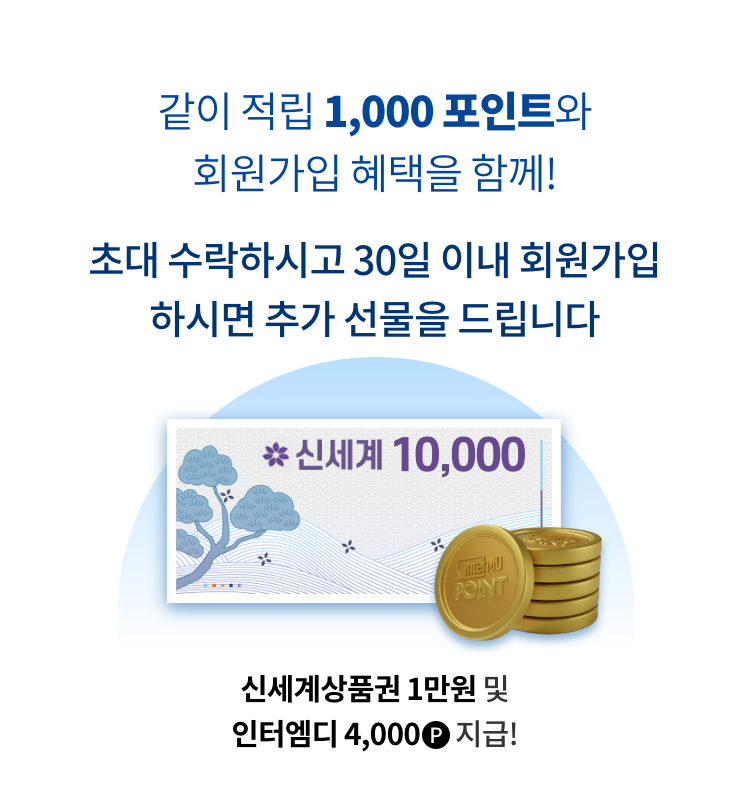 같이 적립 1,000 포인트와
회원가입 혜택을 함께!
초대 수락하시고 30일 이내 회원가입
하시면 추가 선물을 드립니다
신세계 10,000
interMD
POINT
신세계상품권 1만원 및
인터엠디 4,000P 지급!